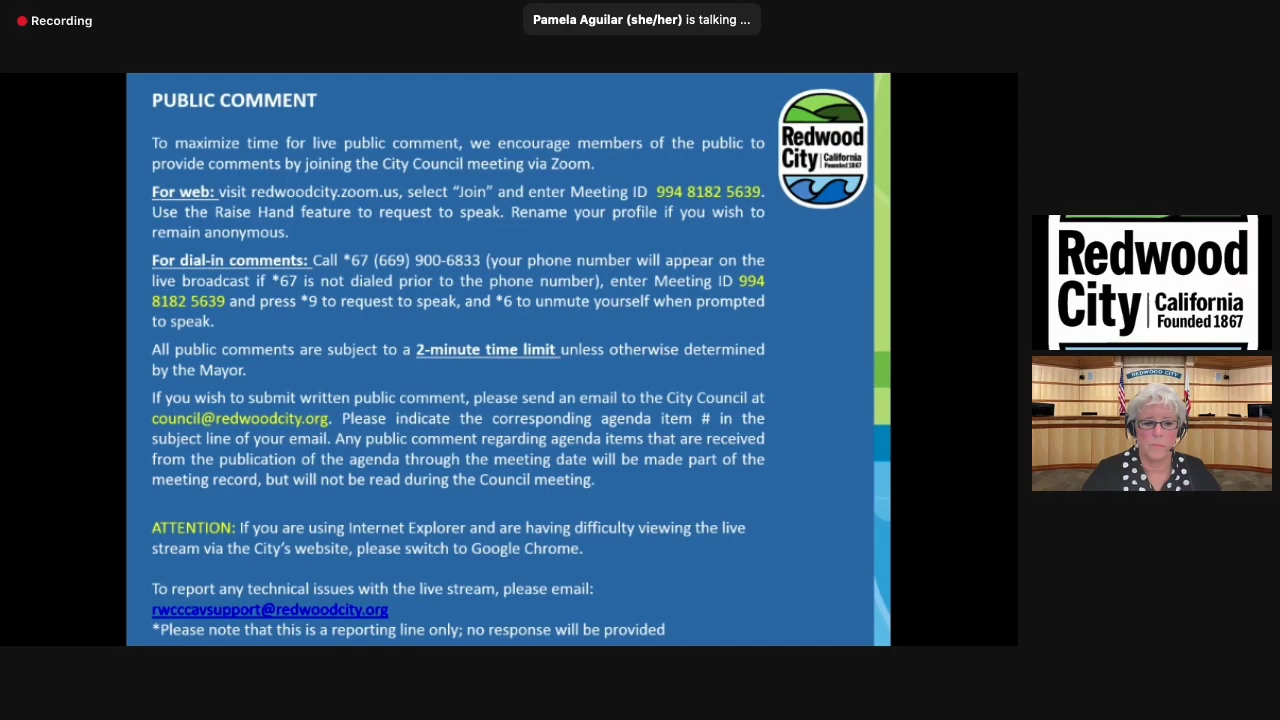 Recording
Pamela Aguilar (she/her) is talking ...
PUBLIC COMMENT
To maximize time for live public comment, we encourage members of the public to
provide comments by joining the City Council meeting via Zoom.
For web: visit redwoodcity.zoom.us, select “Join” and enter Meeting ID 994 8182 5639.
Use the Raise Hand feature to request to speak. Rename your profile if you wish to
remain anonymous.
For dial-in comments: Call *67 (669) 900-6833 (your phone number will appear on the
live broadcast if *67 is not dialed prior to the phone number), enter Meeting ID 994
8182 5639 and press *9 to request to speak, and *6 to unmute yourself when prompted
to speak.
All public comments are subject to a 2-minute time limit unless otherwise determined
by the Mayor.
If you wish to submit written public comment, please send an email to the City Council at
council@redwoodcity.org. Please indicate the corresponding agenda item # in the
subject line of your email. Any public comment regarding agenda items that are received
from the publication of the agenda through the meeting date will be made part of the
meeting record, but will not be read during the Council meeting.
ATTENTION: If you are using Internet Explorer and are having difficulty viewing the live
stream via the City’s website, please switch to Google Chrome.
To report any technical issues with the live stream, please email:
rwcccavsupport@redwoodcity.org
*Please note that this is a reporting line only; no response will be provided
Redwood
City California
Founded 1867
Redwood
City California
Founded 1867
REDWOOD CITY